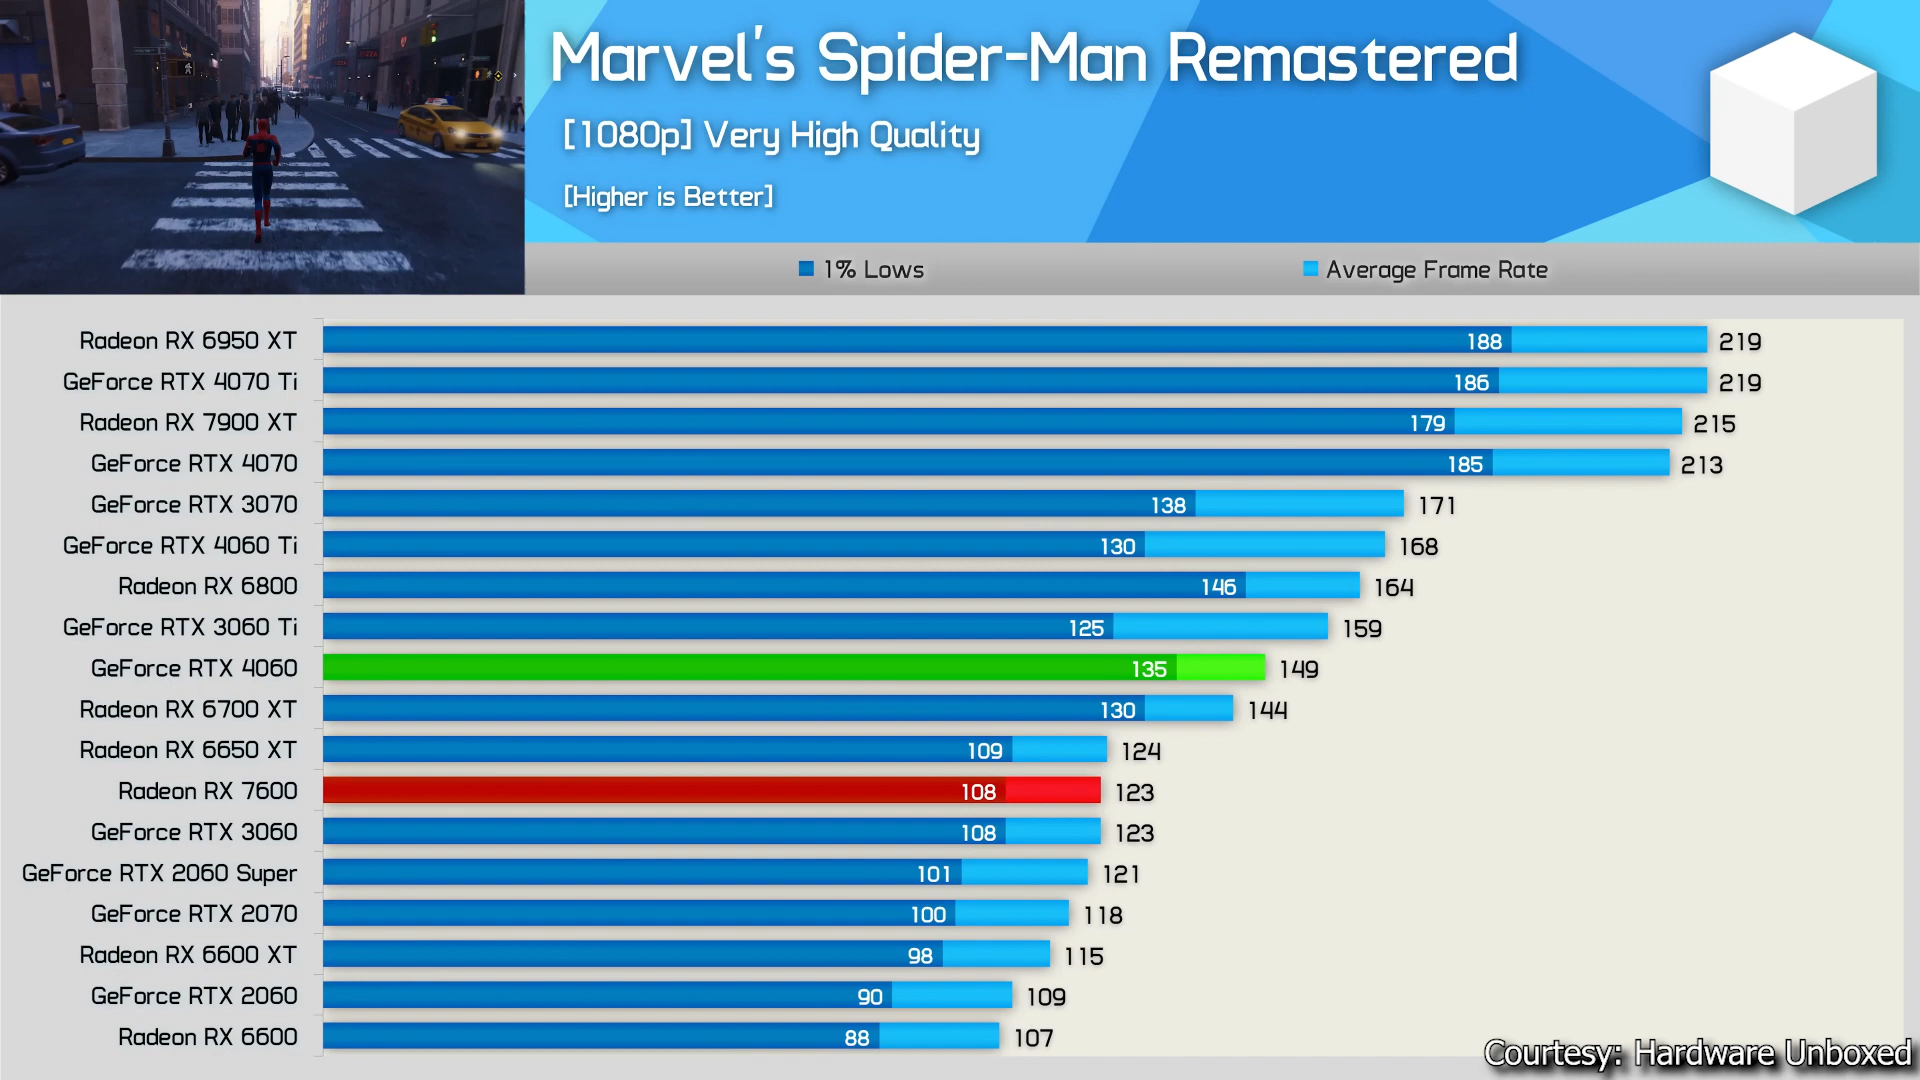 Marvel's Spider-Man Remastered
[1080p] Very High Quality
[Higher is Better]
1% Lows Average Frame Rate
Radeon RX 6950 XT 188 219
GeForce RTX 4070 Ti 186 219
Radeon RX 7900 XT 179 215
GeForce RTX 4070 185 213
GeForce RTX 3070 138 171
GeForce RTX 4060 Ti 130 168
Radeon RX 6800 146 164
GeForce RTX 3060 Ti 125 159
GeForce RTX 4060 135 149
Radeon RX 6700 XT 130 144
Radeon RX 6650 XT 109 124
Radeon RX 7600 108 123
GeForce RTX 3060 108 123
GeForce RTX 2060 Super 101 121
GeForce RTX 2070 100 118
Radeon RX 6600 XT 98 115
GeForce RTX 2060 90 109
Radeon RX 6600 88 107
Courtesy: Hardware Unboxed